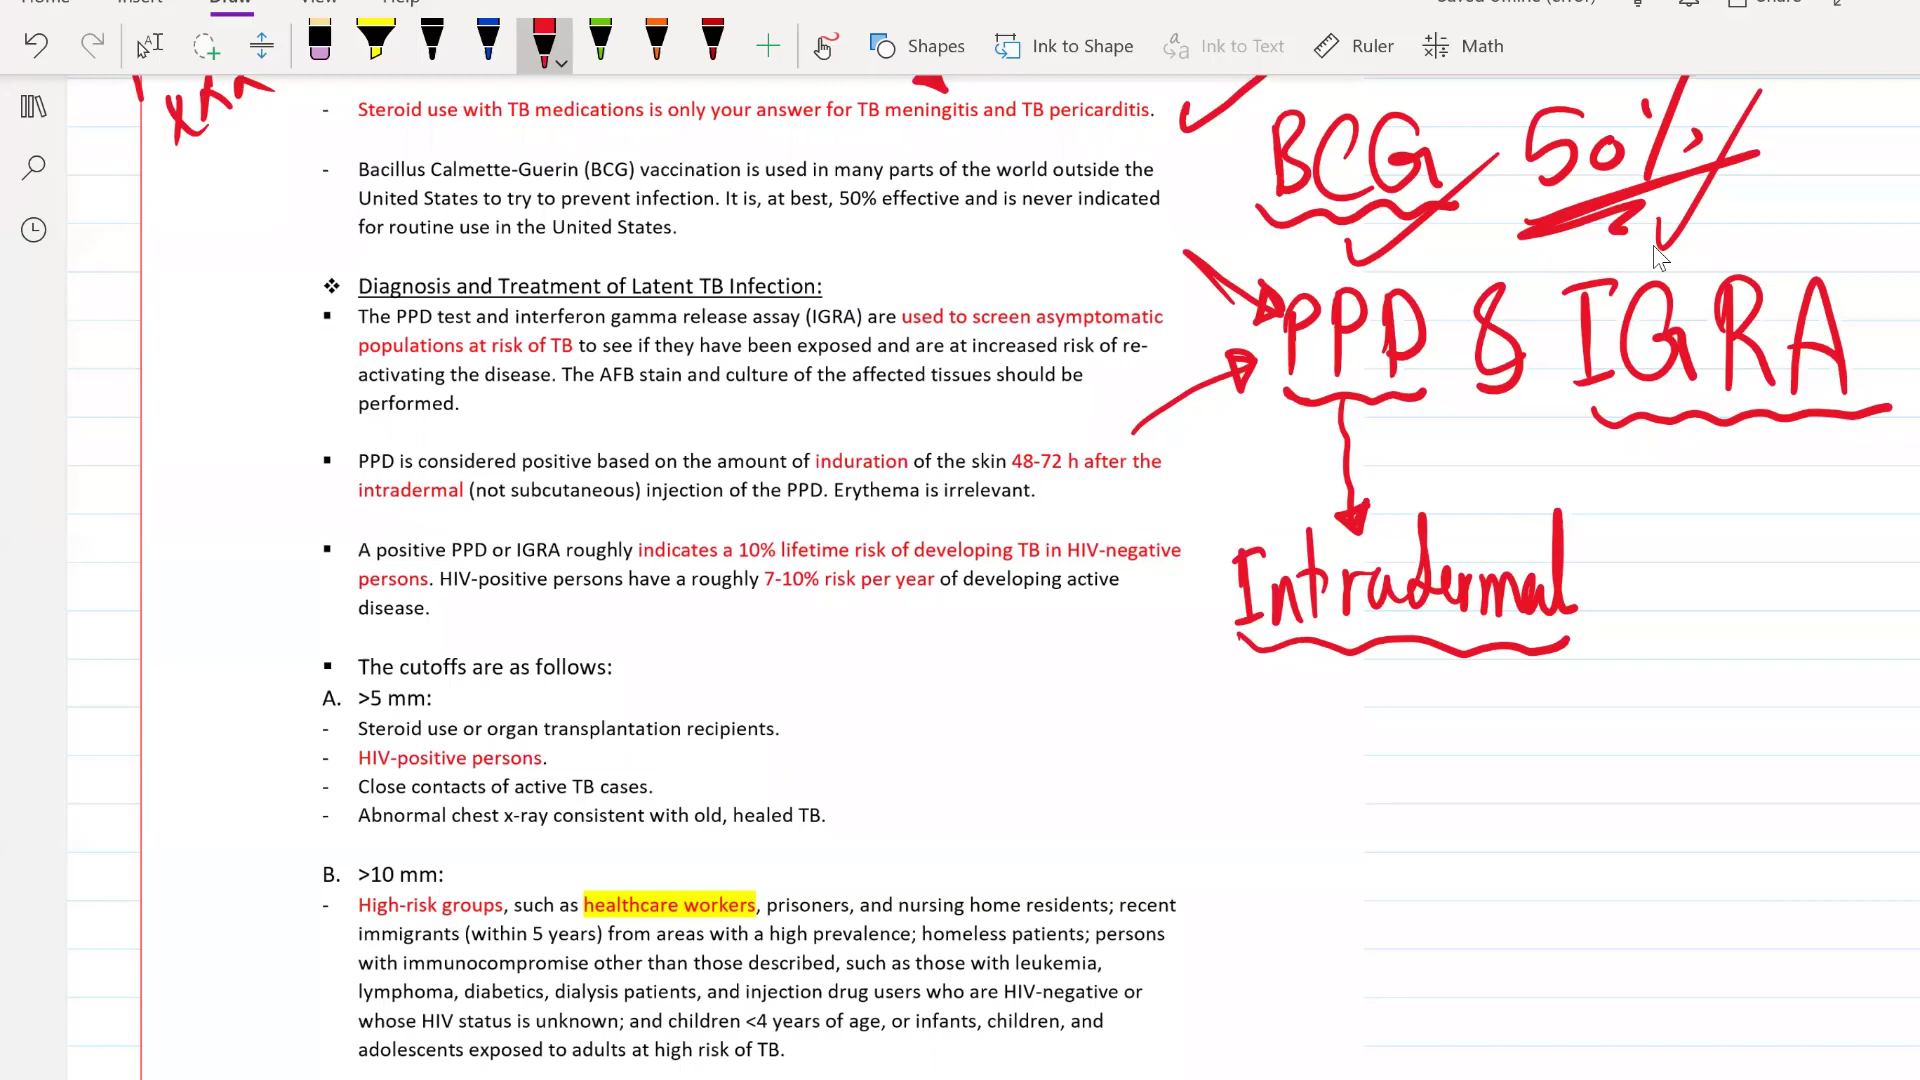 Home Insert Draw View Help Saved online (error) Share
Shapes Ink to Shape Ink to Text Ruler Math
- Steroid use with TB medications is only your answer for TB meningitis and TB pericarditis.
BCG 50%
- Bacillus Calmette-Guerin (BCG) vaccination is used in many parts of the world outside the
United States to try to prevent infection. It is, at best, 50% effective and is never indicated
for routine use in the United States.
❖ Diagnosis and Treatment of Latent TB Infection:
PPD & IGRA
▪ The PPD test and interferon gamma release assay (IGRA) are used to screen asymptomatic
populations at risk of TB to see if they have been exposed and are at increased risk of re-
activating the disease. The AFB stain and culture of the affected tissues should be
performed.
▪ PPD is considered positive based on the amount of induration of the skin 48-72 h after the
intradermal (not subcutaneous) injection of the PPD. Erythema is irrelevant.
▪ A positive PPD or IGRA roughly indicates a 10% lifetime risk of developing TB in HIV-negative
persons. HIV-positive persons have a roughly 7-10% risk per year of developing active
disease.
Intradermal
▪ The cutoffs are as follows:
A. >5 mm:
- Steroid use or organ transplantation recipients.
- HIV-positive persons.
- Close contacts of active TB cases.
- Abnormal chest x-ray consistent with old, healed TB.
B. >10 mm:
- High-risk groups, such as healthcare workers, prisoners, and nursing home residents; recent
immigrants (within 5 years) from areas with a high prevalence; homeless patients; persons
with immunocompromise other than those described, such as those with leukemia,
lymphoma, diabetics, dialysis patients, and injection drug users who are HIV-negative or
whose HIV status is unknown; and children <4 years of age, or infants, children, and
adolescents exposed to adults at high risk of TB.